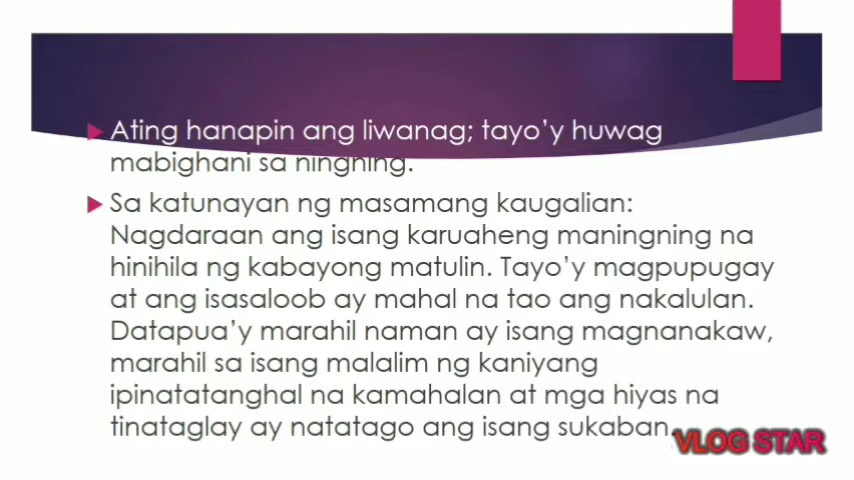 Ating hanapin ang liwanag; tayo'y huwag
mabighani sa ningning.
Sa katunayan ng masamang kaugalian:
Nagdaraan ang isang karuaheng maningning na
hinihila ng kabayong matulin. Tayo'y magpupugay
at ang isasaloob ay mahal na tao ang nakalulan.
Datapua'y marahil naman ay isang magnanakaw,
marahil sa isang malalim ng kaniyang
ipinatatanghal na kamahalan at mga hiyas na
tinataglay ay natatago ang isang sukaban.
VLOG STAR